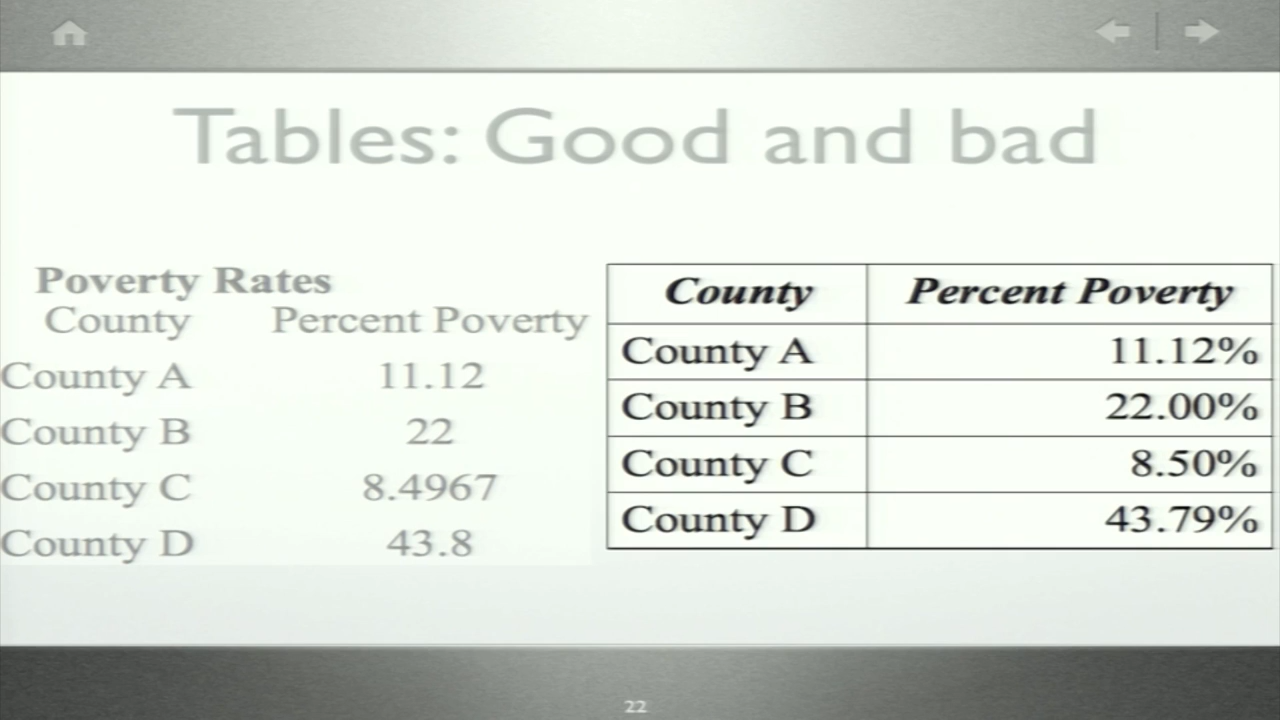 Tables: Good and bad
Poverty Rates
County Percent Poverty
County A 11.12
County B 22
County C 8.4967
County D 43.8
County Percent Poverty
County A 11.12%
County B 22.00%
County C 8.50%
County D 43.79%
22